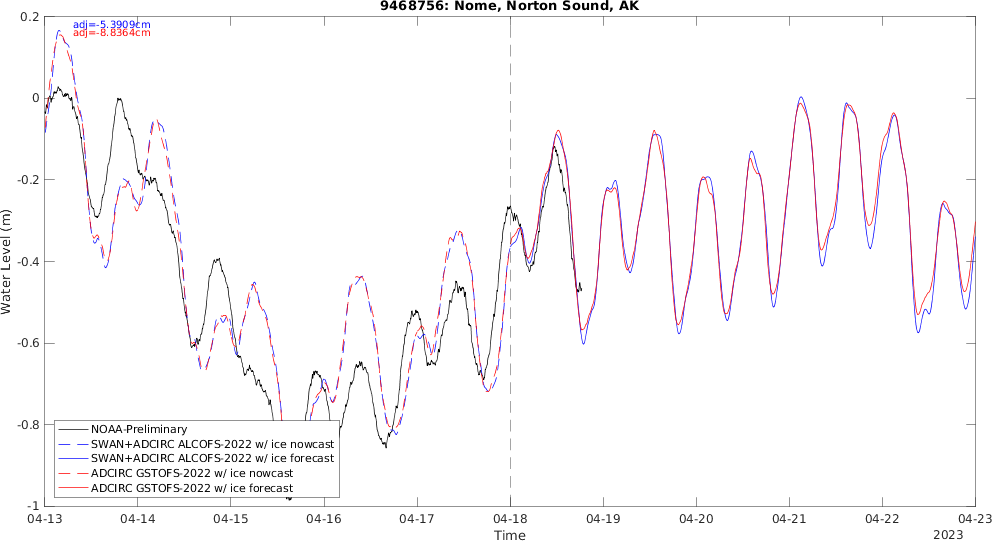 9468756: Nome, Norton Sound, AK
adj=-5.3909cm
adj=-8.8364cm
0.2
0
-0.2
-0.4
-0.6
-0.8
-1
Water Level (m)
NOAA-Preliminary
SWAN+ADCIRC ALCOFS-2022 w/ ice nowcast
SWAN+ADCIRC ALCOFS-2022 w/ ice forecast
ADCIRC GSTOFS-2022 w/ ice nowcast
ADCIRC GSTOFS-2022 w/ ice forecast
04-13 04-14 04-15 04-16 04-17 04-18 04-19 04-20 04-21 04-22 04-23
Time
2023